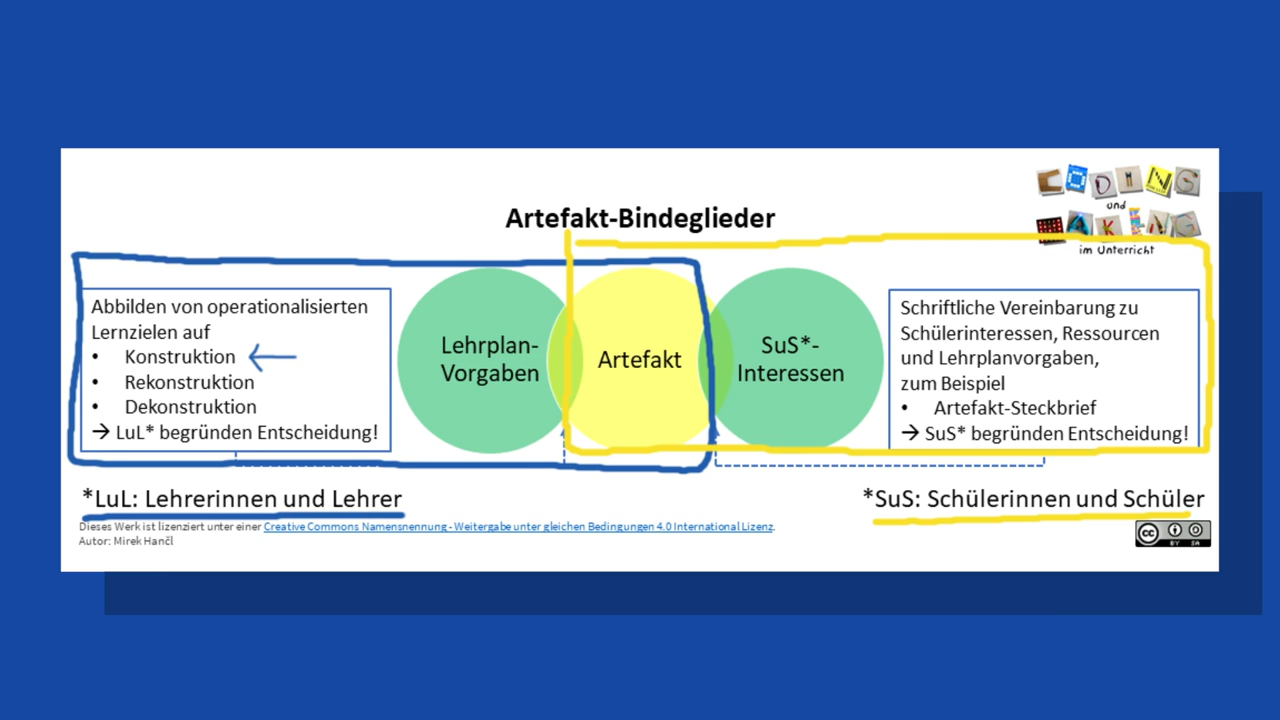 CODING
und
MAKING
im Unterricht
Artefakt-Bindeglieder
Abbilden von operationalisierten
Lernzielen auf
• Konstruktion
• Rekonstruktion
• Dekonstruktion
→ LuL* begründen Entscheidung!
Lehrplan-
Vorgaben
Artefakt
SuS*-
Interessen
Schriftliche Vereinbarung zu
Schülerinteressen, Ressourcen
und Lehrplanvorgaben,
zum Beispiel
• Artefakt-Steckbrief
→ SuS* begründen Entscheidung!
*LuL: Lehrerinnen und Lehrer
*SuS: Schülerinnen und Schüler
Dieses Werk ist lizenziert unter einer Creative Commons Namensnennung - Weitergabe unter gleichen Bedingungen 4.0 International Lizenz.
Autor: Mirek Hančl
cc BY SA